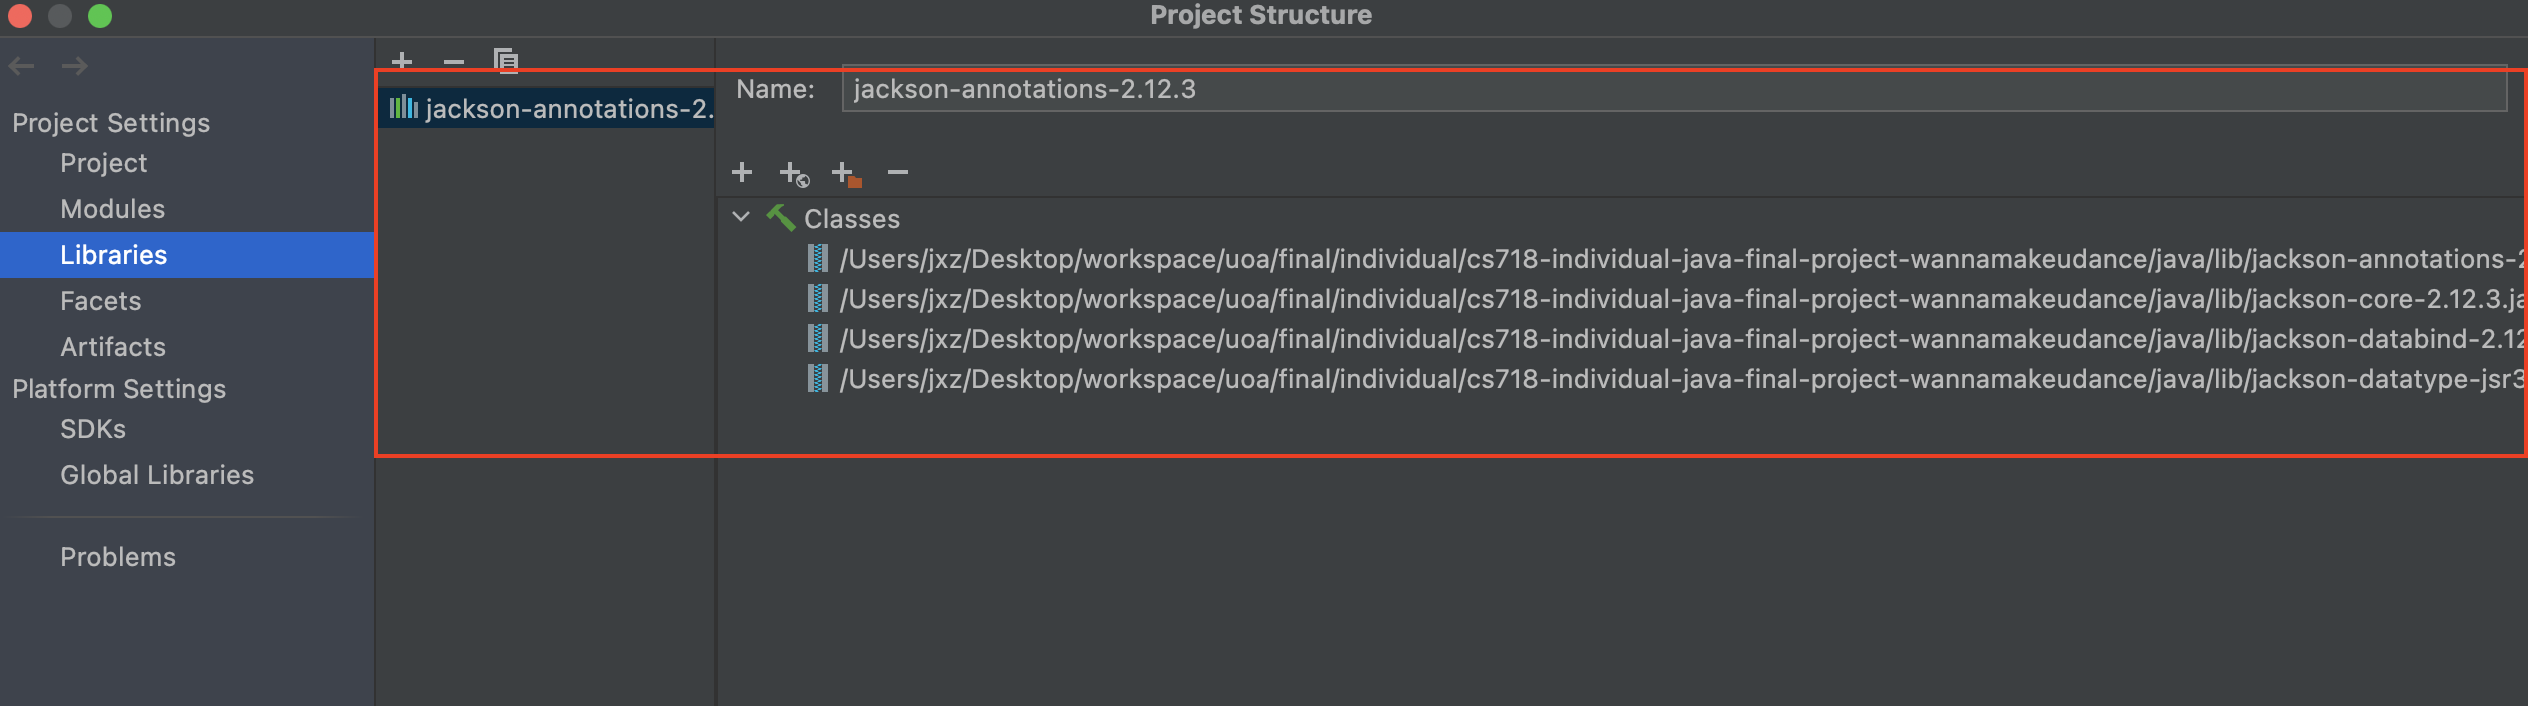 Project Structure
Project Settings
Project
Modules
Libraries
Facets
Artifacts
Platform Settings
SDKs
Global Libraries
Problems
jackson-annotations-2.
Name: jackson-annotations-2.12.3
Classes
/Users/jxz/Desktop/workspace/uoa/final/individual/cs718-individual-java-final-project-wannamakeudance/java/lib/jackson-annotations-2
/Users/jxz/Desktop/workspace/uoa/final/individual/cs718-individual-java-final-project-wannamakeudance/java/lib/jackson-core-2.12.3.ja
/Users/jxz/Desktop/workspace/uoa/final/individual/cs718-individual-java-final-project-wannamakeudance/java/lib/jackson-databind-2.12
/Users/jxz/Desktop/workspace/uoa/final/individual/cs718-individual-java-final-project-wannamakeudance/java/lib/jackson-datatype-jsr3